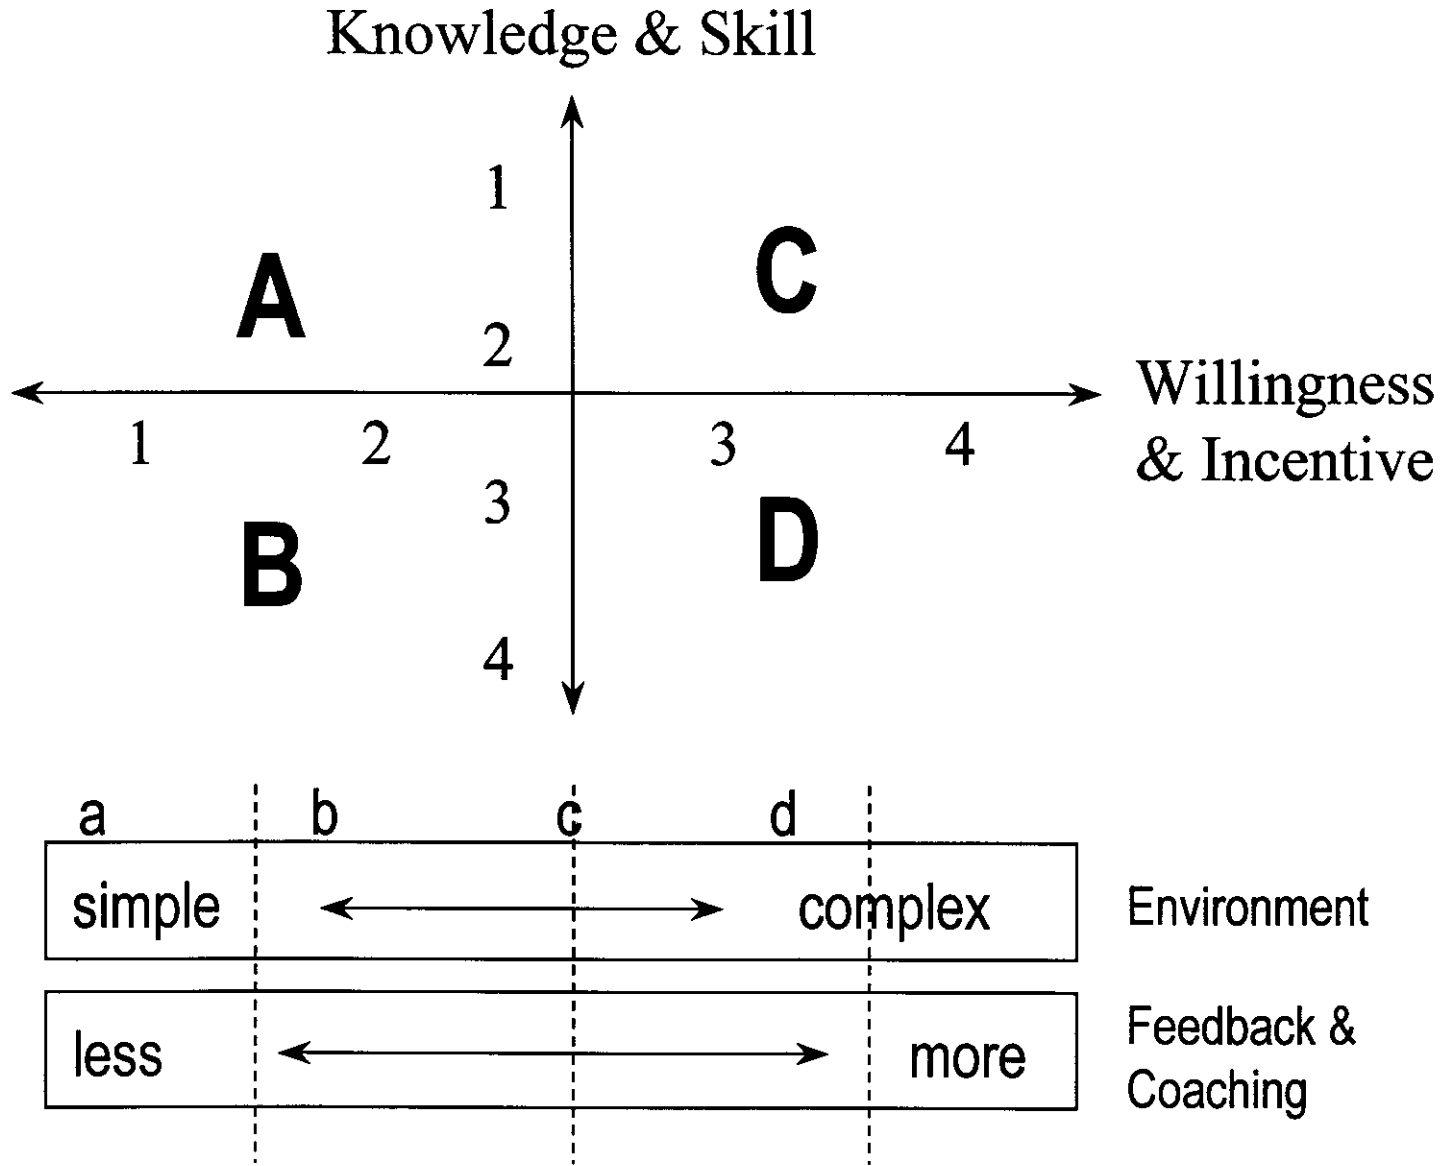 Knowledge & Skill
1
A
C
2
Willingness
& Incentive
1 2 3 4
3
B
D
4
a b c d
simple complex
Environment
less more
Feedback &
Coaching